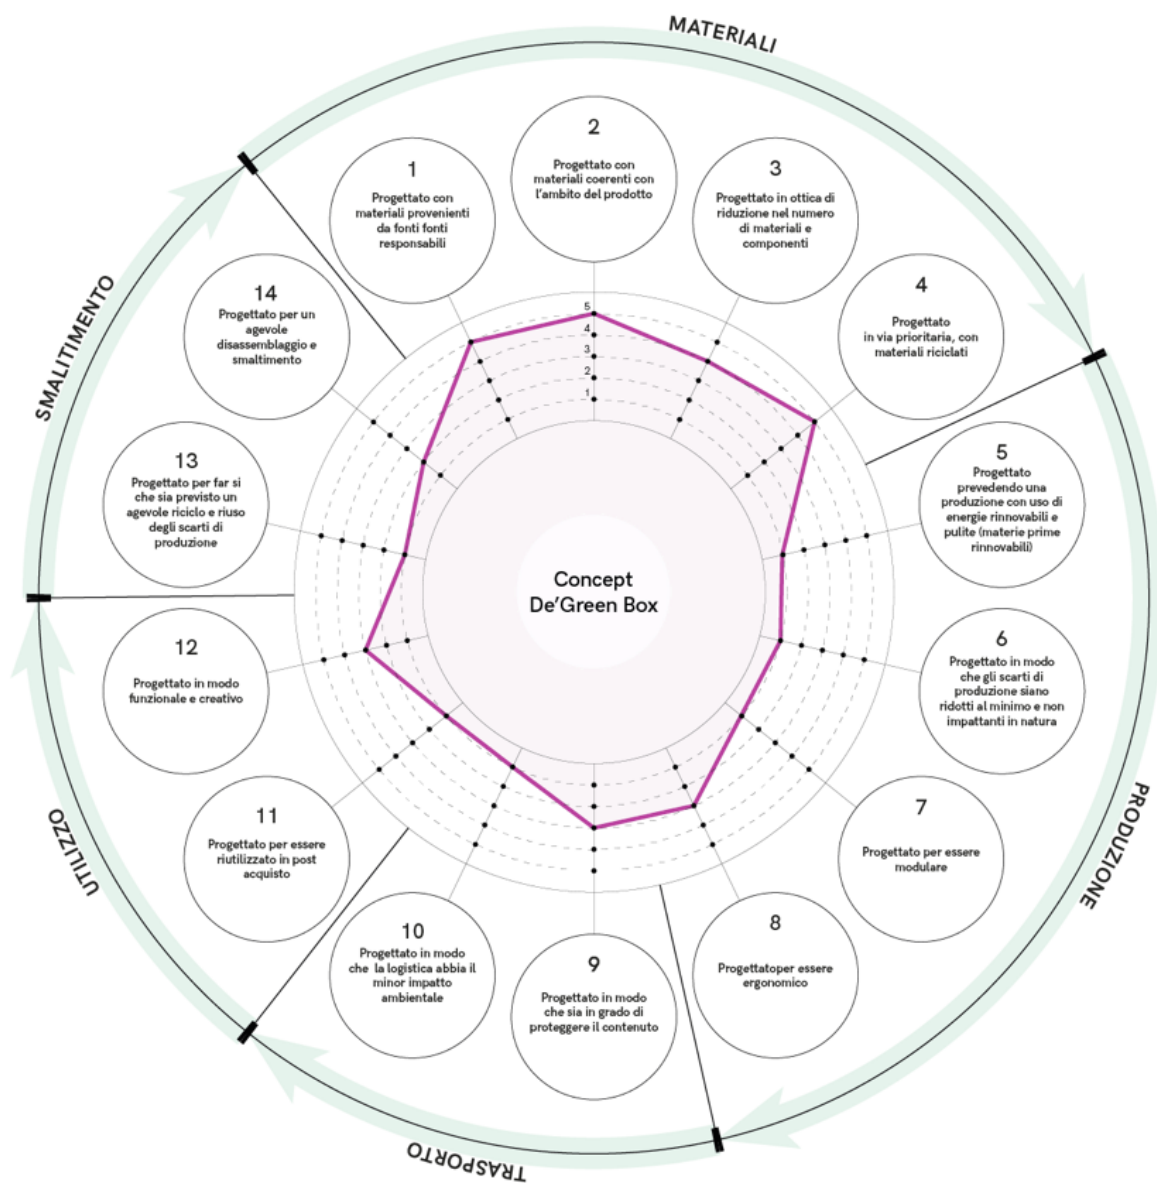 MATERIALI
1
Progettato con
materiali provenienti
da fonti fonti
responsabili
2
Progettato con
materiali coerenti con
l'ambito del prodotto
3
Progettato in ottica di
riduzione nel numero
di materiali e
componenti
4
Progettato
in via prioritaria, con
materiali riciclati
PRODUZIONE
5
Progettato
prevedendo una
produzione con uso di
energie rinnovabili e
pulite (materie prime
rinnovabili)
6
Progettato in modo
che gli scarti di
produzione siano
ridotti al minimo e non
impattanti in natura
7
Progettato per essere
modulare
8
Progettatoper essere
ergonomico
TRASPORTO
9
Progettato in modo
che sia in grado di
proteggere il contenuto
10
Progettato in modo
che la logistica abbia il
minor impatto
ambientale
UTILIZZO
11
Progettato per essere
riutilizzato in post
acquisto
12
Progettato in modo
funzionale e creativo
SMALITIMENTO
13
Progettato per far si
che sia previsto un
agevole riciclo e riuso
degli scarti di
produzione
14
Progettato per un
agevole
disassemblaggio e
smaltimento
5
4
3
2
1
Concept
De'Green Box